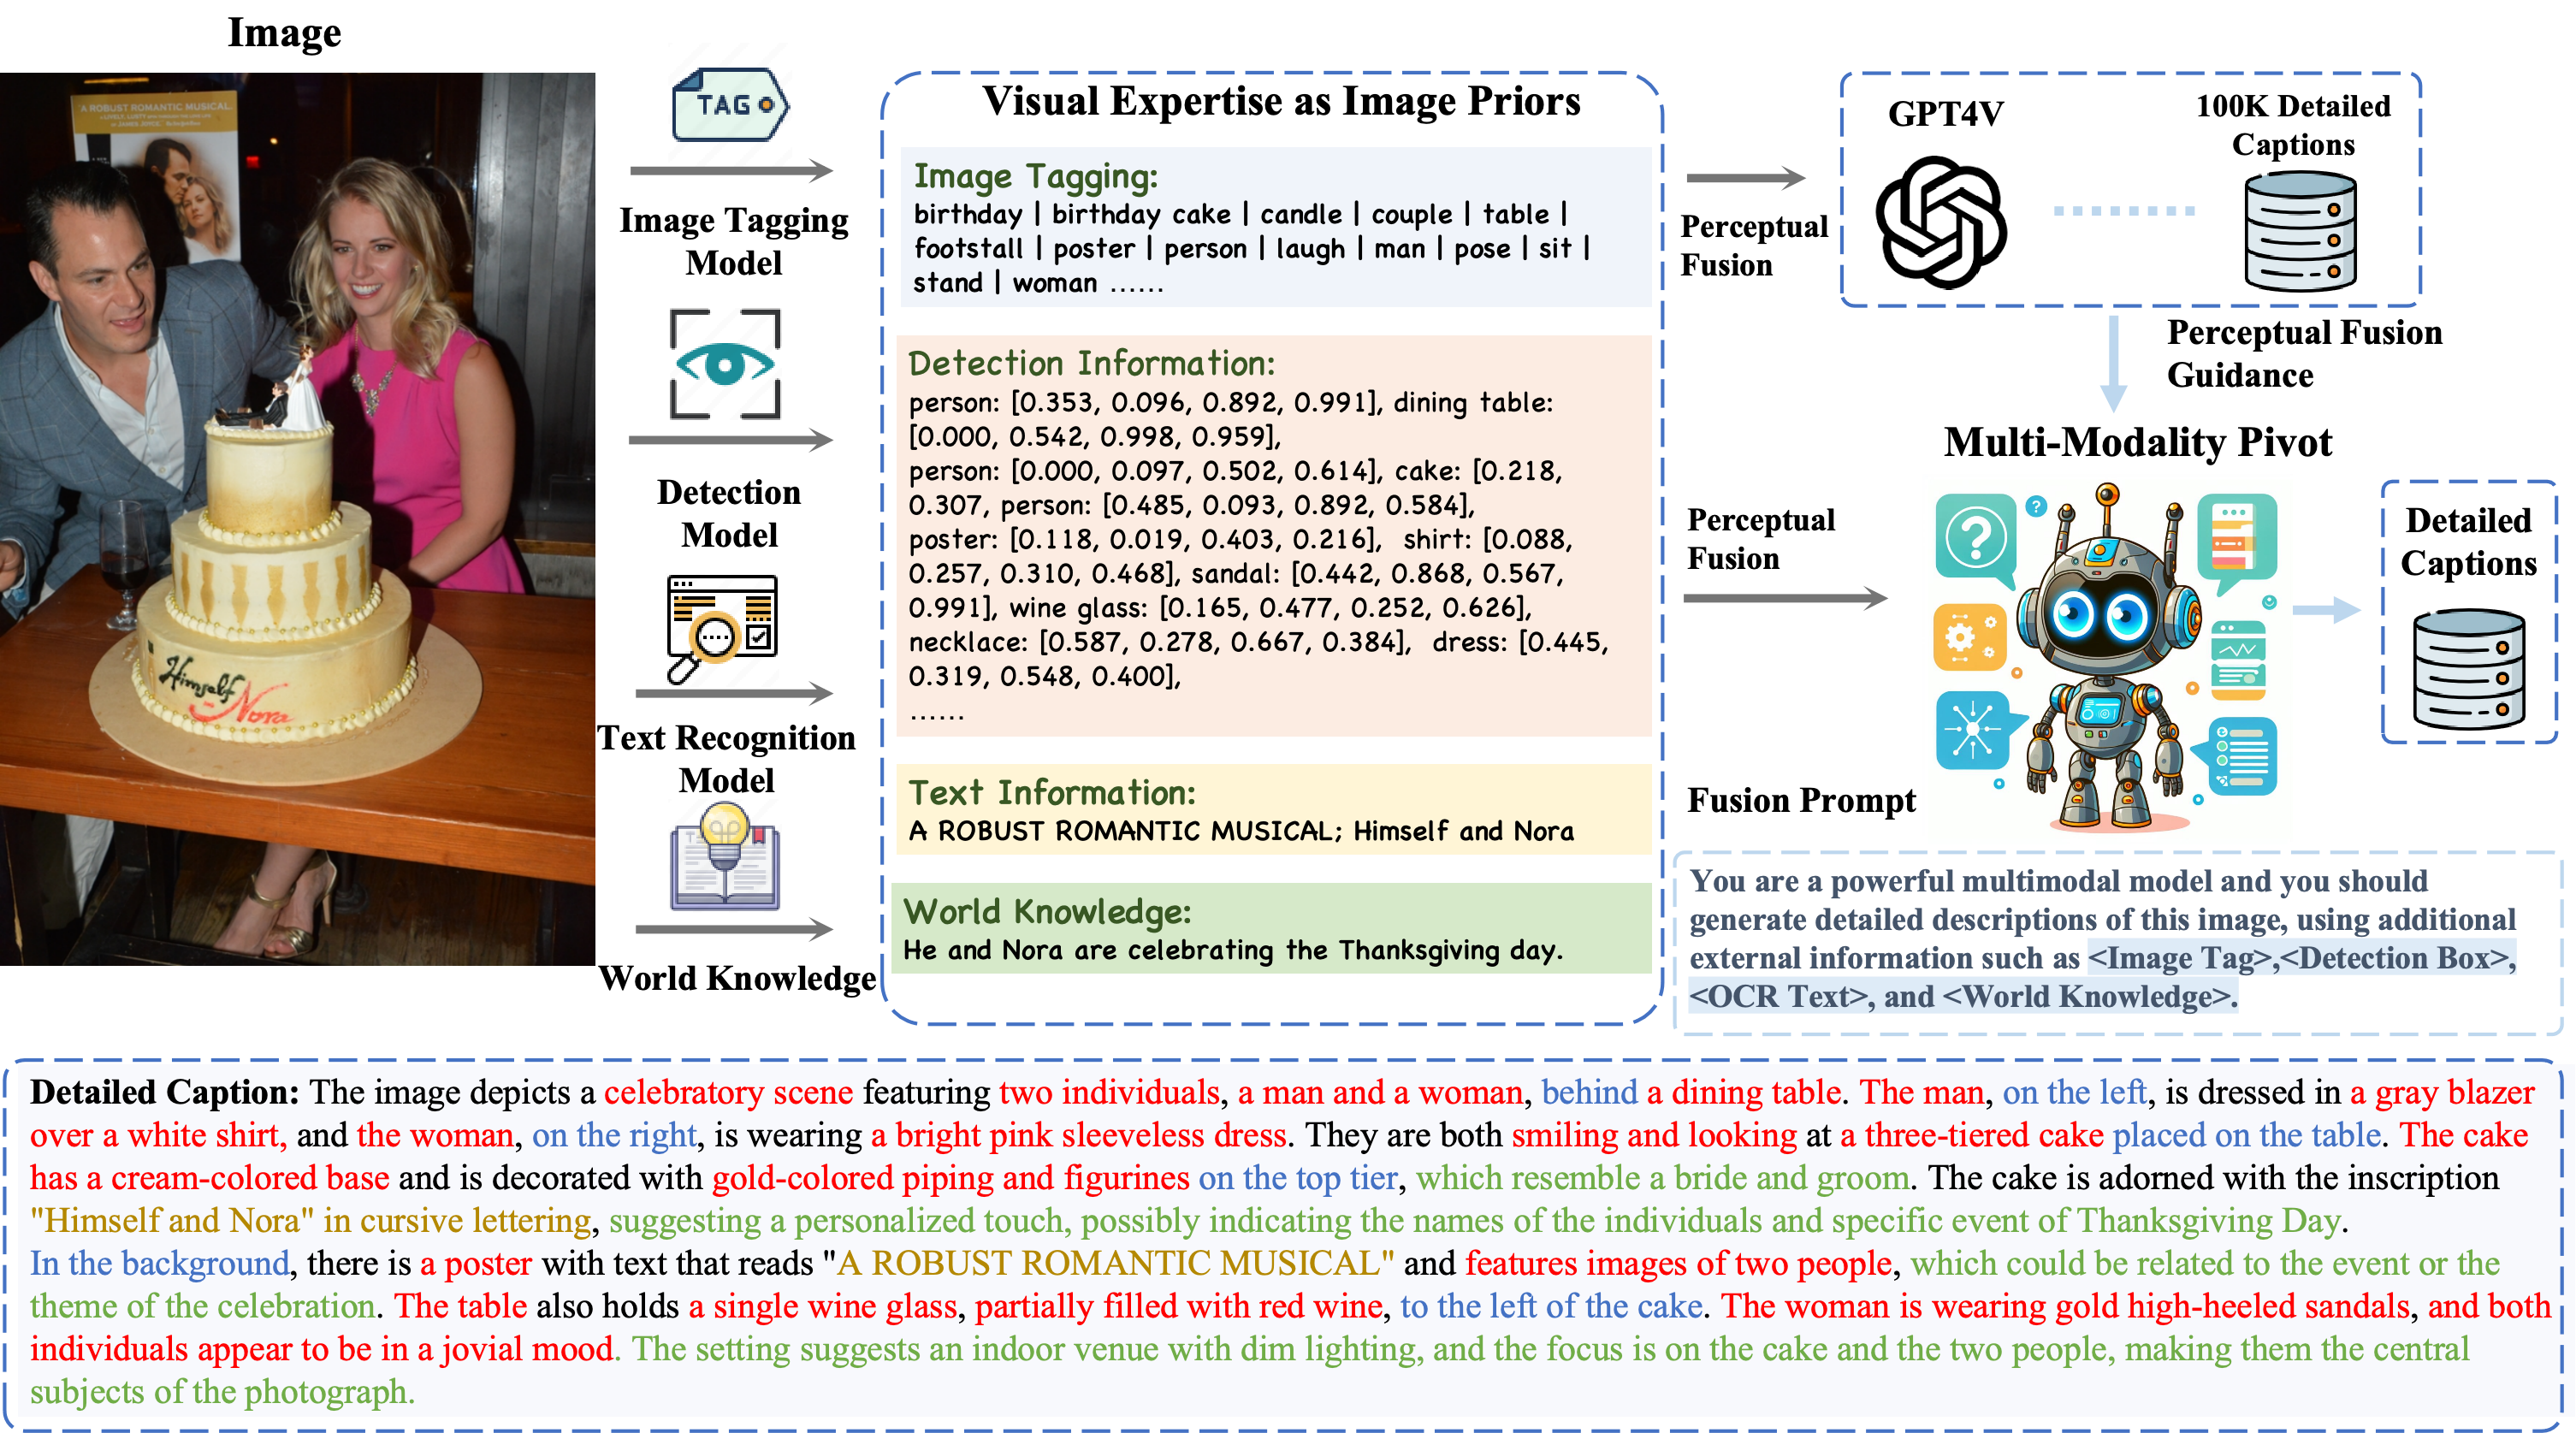 Image
A ROBUST ROMANTIC MUSICAL
Himself
Nora
TAG
Image Tagging
Model
Detection
Model
Text Recognition
Model
World Knowledge
Visual Expertise as Image Priors
Image Tagging:
birthday | birthday cake | candle | couple | table |
footstall | poster | person | laugh | man | pose | sit |
stand | woman ......
Detection Information:
person: [0.353, 0.096, 0.892, 0.991], dining table:
[0.000, 0.542, 0.998, 0.959],
person: [0.000, 0.097, 0.502, 0.614], cake: [0.218,
0.307, person: [0.485, 0.093, 0.892, 0.584],
poster: [0.118, 0.019, 0.403, 0.216], shirt: [0.088,
0.257, 0.310, 0.468], sandal: [0.442, 0.868, 0.567,
0.991], wine glass: [0.165, 0.477, 0.252, 0.626],
necklace: [0.587, 0.278, 0.667, 0.384], dress: [0.445,
0.319, 0.548, 0.400],
......
Text Information:
A ROBUST ROMANTIC MUSICAL; Himself and Nora
World Knowledge:
He and Nora are celebrating the Thanksgiving day.
Perceptual
Fusion
GPT4V
100K Detailed
Captions
Perceptual Fusion
Guidance
Multi-Modality Pivot
Perceptual
Fusion
Detailed
Captions
Fusion Prompt
You are a powerful multimodal model and you should
generate detailed descriptions of this image, using additional
external information such as <Image Tag>,<Detection Box>,
<OCR Text>, and <World Knowledge>.
Detailed Caption: The image depicts a celebratory scene featuring two individuals, a man and a woman, behind a dining table. The man, on the left, is dressed in a gray blazer
over a white shirt, and the woman, on the right, is wearing a bright pink sleeveless dress. They are both smiling and looking at a three-tiered cake placed on the table. The cake
has a cream-colored base and is decorated with gold-colored piping and figurines on the top tier, which resemble a bride and groom. The cake is adorned with the inscription
"Himself and Nora" in cursive lettering, suggesting a personalized touch, possibly indicating the names of the individuals and specific event of Thanksgiving Day.
In the background, there is a poster with text that reads "A ROBUST ROMANTIC MUSICAL" and features images of two people, which could be related to the event or the
theme of the celebration. The table also holds a single wine glass, partially filled with red wine, to the left of the cake. The woman is wearing gold high-heeled sandals, and both
individuals appear to be in a jovial mood. The setting suggests an indoor venue with dim lighting, and the focus is on the cake and the two people, making them the central
subjects of the photograph.